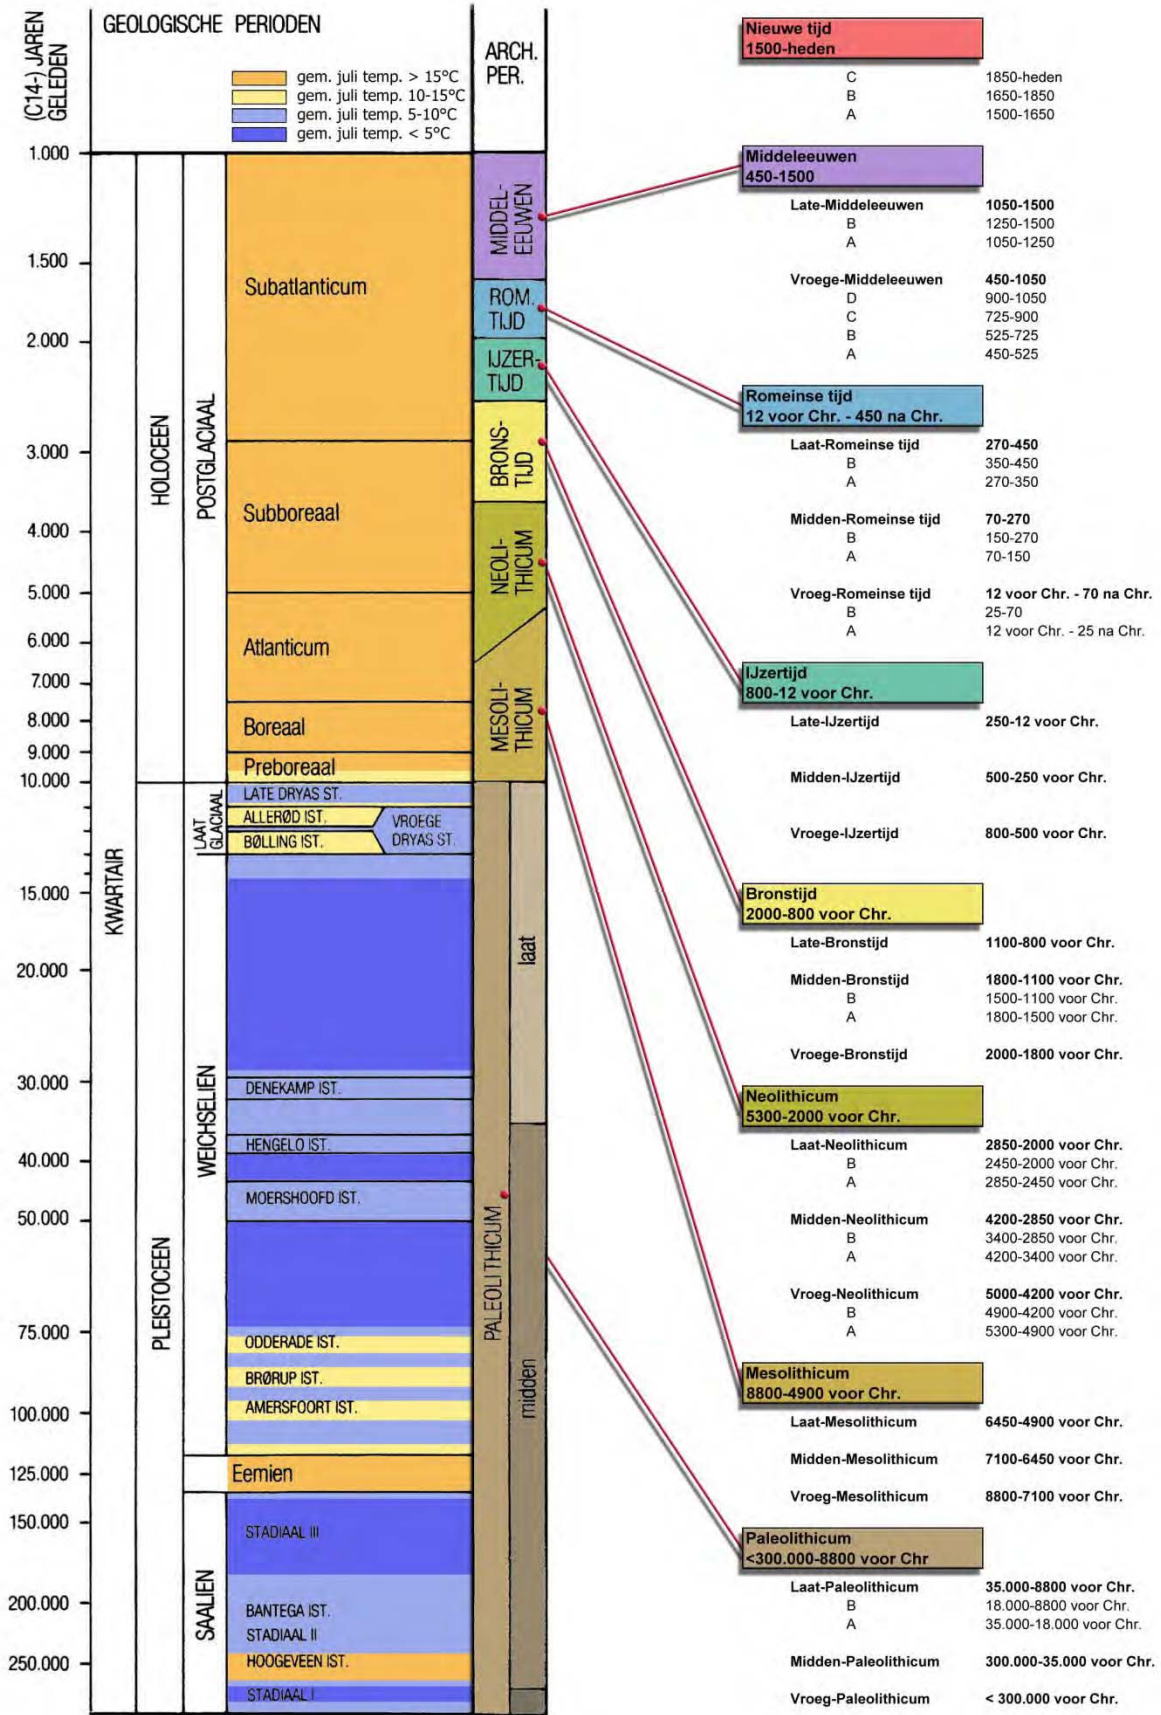 (C14-) JAREN
GELEDEN
GEOLOGISCHE PERIODEN
gem. juli temp. > 15°C
gem. juli temp. 10-15°C
gem. juli temp. 5-10°C
gem. juli temp. < 5°C
ARCH.
PER.
1.000
1.500
2.000
3.000
4.000
5.000
6.000
7.000
8.000
9.000
10.000
15.000
20.000
30.000
40.000
50.000
75.000
100.000
125.000
150.000
200.000
250.000
KWARTAIR
HOLOCEEN
PLEISTOCEEN
POSTGLACIAAL
LAAT
GLACIAAL
WEICHSELIEN
SAALIEN
Subatlanticum
Subboreaal
Atlanticum
Boreaal
Preboreaal
LATE DRYAS ST.
ALLERØD IST.
VROEGE
DRYAS ST.
BØLLING IST.
DENEKAMP IST.
HENGELO IST.
MOERSHOOFD IST.
ODDERADE IST.
BRØRUP IST.
AMERSFOORT IST.
Eemien
STADIAAL III
BANTEGA IST.
STADIAAL II
HOOGEVEEN IST.
STADIAAL I
MIDDEL-
EEUWEN
ROM.
TIJD
IJZER-
TIJD
BRONS-
TIJD
NEOLI-
THICUM
MESOLI-
THICUM
PALEOLITHICUM
laat
midden
Nieuwe tijd
1500-heden
C 1850-heden
B 1650-1850
A 1500-1650
Middeleeuwen
450-1500
Late-Middeleeuwen 1050-1500
B 1250-1500
A 1050-1250
Vroege-Middeleeuwen 450-1050
D 900-1050
C 725-900
B 525-725
A 450-525
Romeinse tijd
12 voor Chr. - 450 na Chr.
Laat-Romeinse tijd 270-450
B 350-450
A 270-350
Midden-Romeinse tijd 70-270
B 150-270
A 70-150
Vroeg-Romeinse tijd 12 voor Chr. - 70 na Chr.
B 25-70
A 12 voor Chr. - 25 na Chr.
IJzertijd
800-12 voor Chr.
Late-IJzertijd 250-12 voor Chr.
Midden-IJzertijd 500-250 voor Chr.
Vroege-IJzertijd 800-500 voor Chr.
Bronstijd
2000-800 voor Chr.
Late-Bronstijd 1100-800 voor Chr.
Midden-Bronstijd 1800-1100 voor Chr.
B 1500-1100 voor Chr.
A 1800-1500 voor Chr.
Vroege-Bronstijd 2000-1800 voor Chr.
Neolithicum
5300-2000 voor Chr.
Laat-Neolithicum 2850-2000 voor Chr.
B 2450-2000 voor Chr.
A 2850-2450 voor Chr.
Midden-Neolithicum 4200-2850 voor Chr.
B 3400-2850 voor Chr.
A 4200-3400 voor Chr.
Vroeg-Neolithicum 5000-4200 voor Chr.
B 4900-4200 voor Chr.
A 5300-4900 voor Chr.
Mesolithicum
8800-4900 voor Chr.
Laat-Mesolithicum 6450-4900 voor Chr.
Midden-Mesolithicum 7100-6450 voor Chr.
Vroeg-Mesolithicum 8800-7100 voor Chr.
Paleolithicum
<300.000-8800 voor Chr
Laat-Paleolithicum 35.000-8800 voor Chr.
B 18.000-8800 voor Chr.
A 35.000-18.000 voor Chr.
Midden-Paleolithicum 300.000-35.000 voor Chr.
Vroeg-Paleolithicum < 300.000 voor Chr.